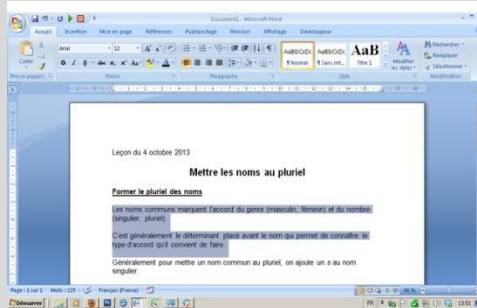 Document1 - Microsoft Word
Accueil Insertion Mise en page Références Publipostage Révision Affichage Développeur
Coller
Arial 12
AaBbCcDc AaBbCcDc AaB
¶ Normal ¶ Sans int... Titre 1
Modifier les styles
Rechercher
Remplacer
Sélectionner
Presse-papiers Police Paragraphe Style Modification
Leçon du 4 octobre 2013
Mettre les noms au pluriel
Former le pluriel des noms
Les noms communs marquent l'accord du genre (masculin, féminin) et du nombre
(singulier, pluriel).
C'est généralement le déterminant placé avant le nom qui permet de connaître le
type d'accord qu'il convient de faire.
Généralement pour mettre un nom commun au pluriel, on ajoute un s au nom
singulier.
Page : 1 sur 1 Mots : 225 Français (France)
Démarrer FR 13:51